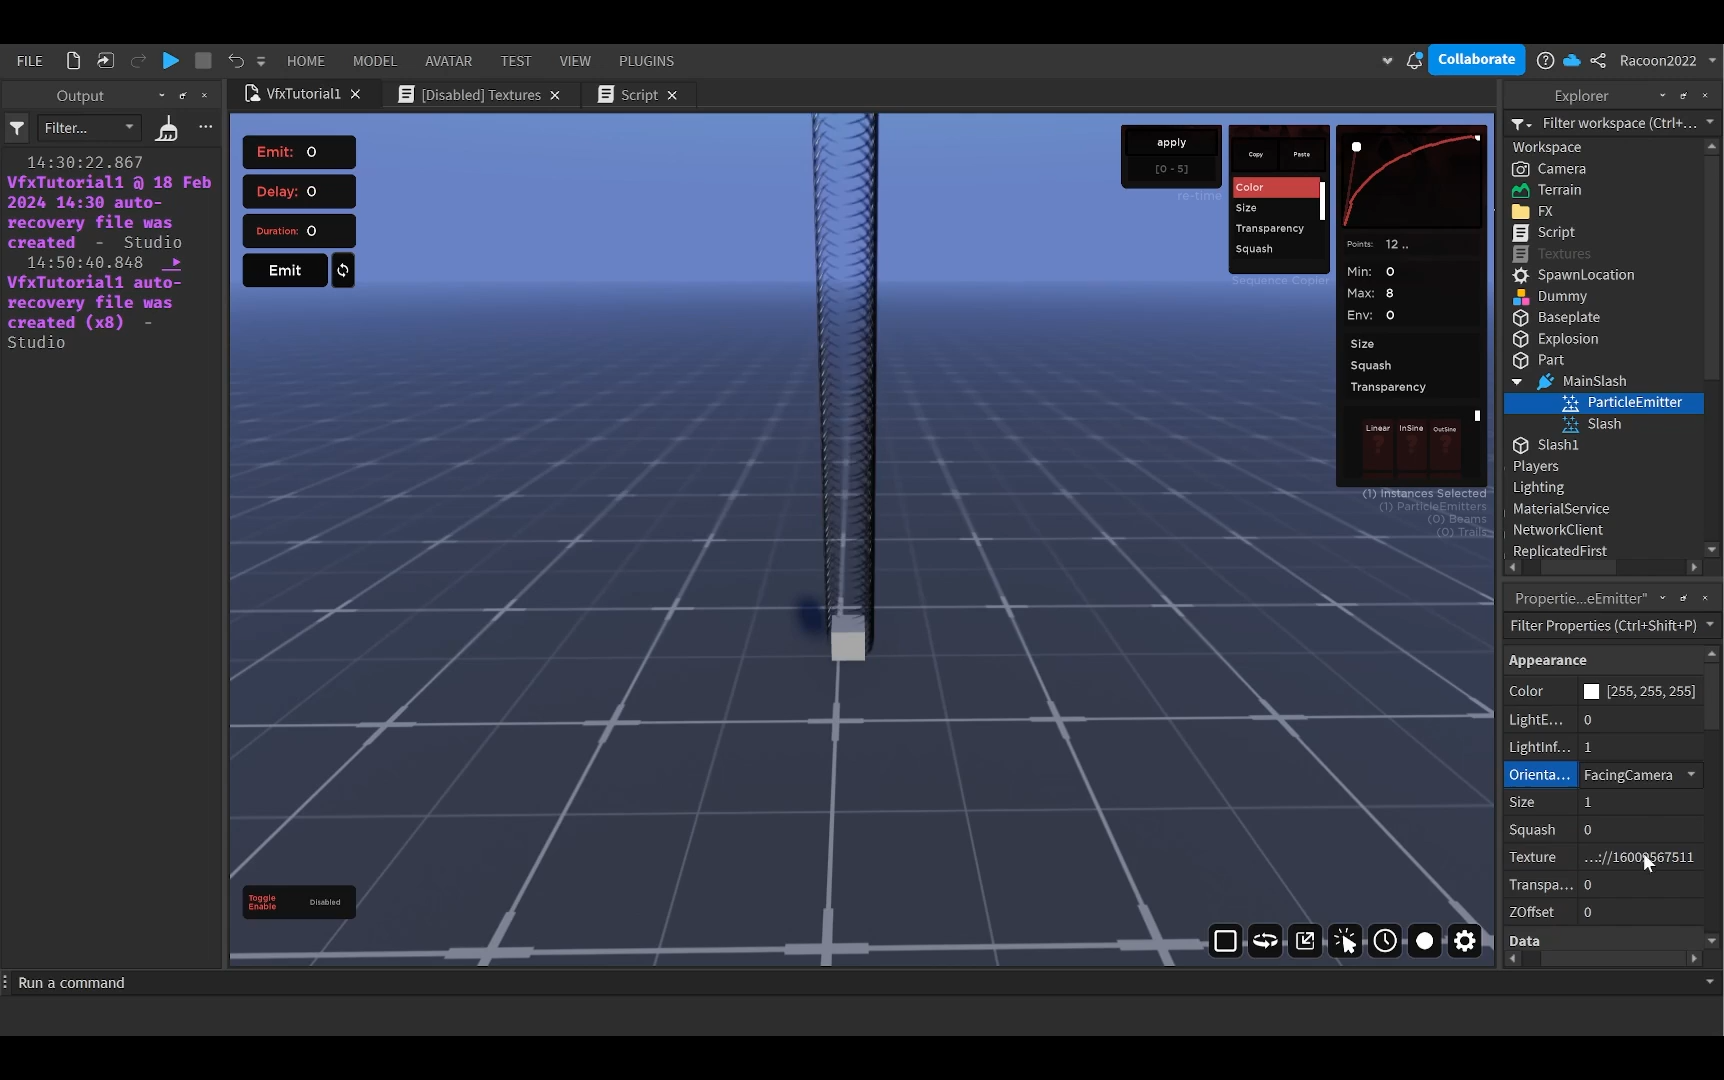 FILE HOME MODEL AVATAR TEST VIEW PLUGINS Collaborate Racoon2022
Output
VfxTutorial1
[Disabled] Textures
Script
Explorer
Filter...
14:30:22.867
VfxTutorial1 @ 18 Feb
2024 14:30 auto-
recovery file was
created - Studio
14:50:40.848
VfxTutorial1 auto-
recovery file was
created (x8) -
Studio
Emit: 0
Delay: 0
Duration: 0
Emit
Toggle
Enable
Disabled
apply
[0 - 5]
re-time
Copy Paste
Color
Size
Transparency
Squash
Sequence Copier
Points: 12 ..
Min: 0
Max: 8
Env: 0
Size
Squash
Transparency
Linear InSine OutSine
(1) Instances Selected
(1) ParticleEmitters
(0) Beams
(0) Trails
Filter workspace (Ctrl+...
Workspace
Camera
Terrain
FX
Script
Textures
SpawnLocation
Dummy
Baseplate
Explosion
Part
MainSlash
ParticleEmitter
Slash
Slash1
Players
Lighting
MaterialService
NetworkClient
ReplicatedFirst
Propertie...eEmitter"
Filter Properties (Ctrl+Shift+P)
Appearance
Color [255, 255, 255]
LightE... 0
LightInf... 1
Orienta... FacingCamera
Size 1
Squash 0
Texture
Transpa... 0
ZOffset 0
Data
Run a command